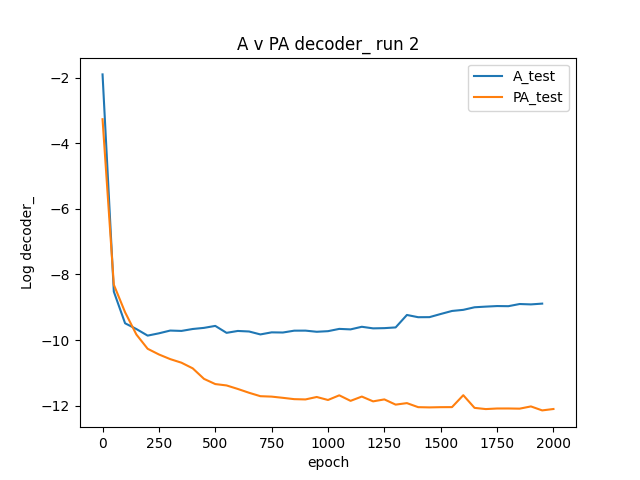 A v PA decoder_ run 2
A_test
PA_test
Log decoder_
−2
−4
−6
−8
−10
−12
0 250 500 750 1000 1250 1500 1750 2000
epoch